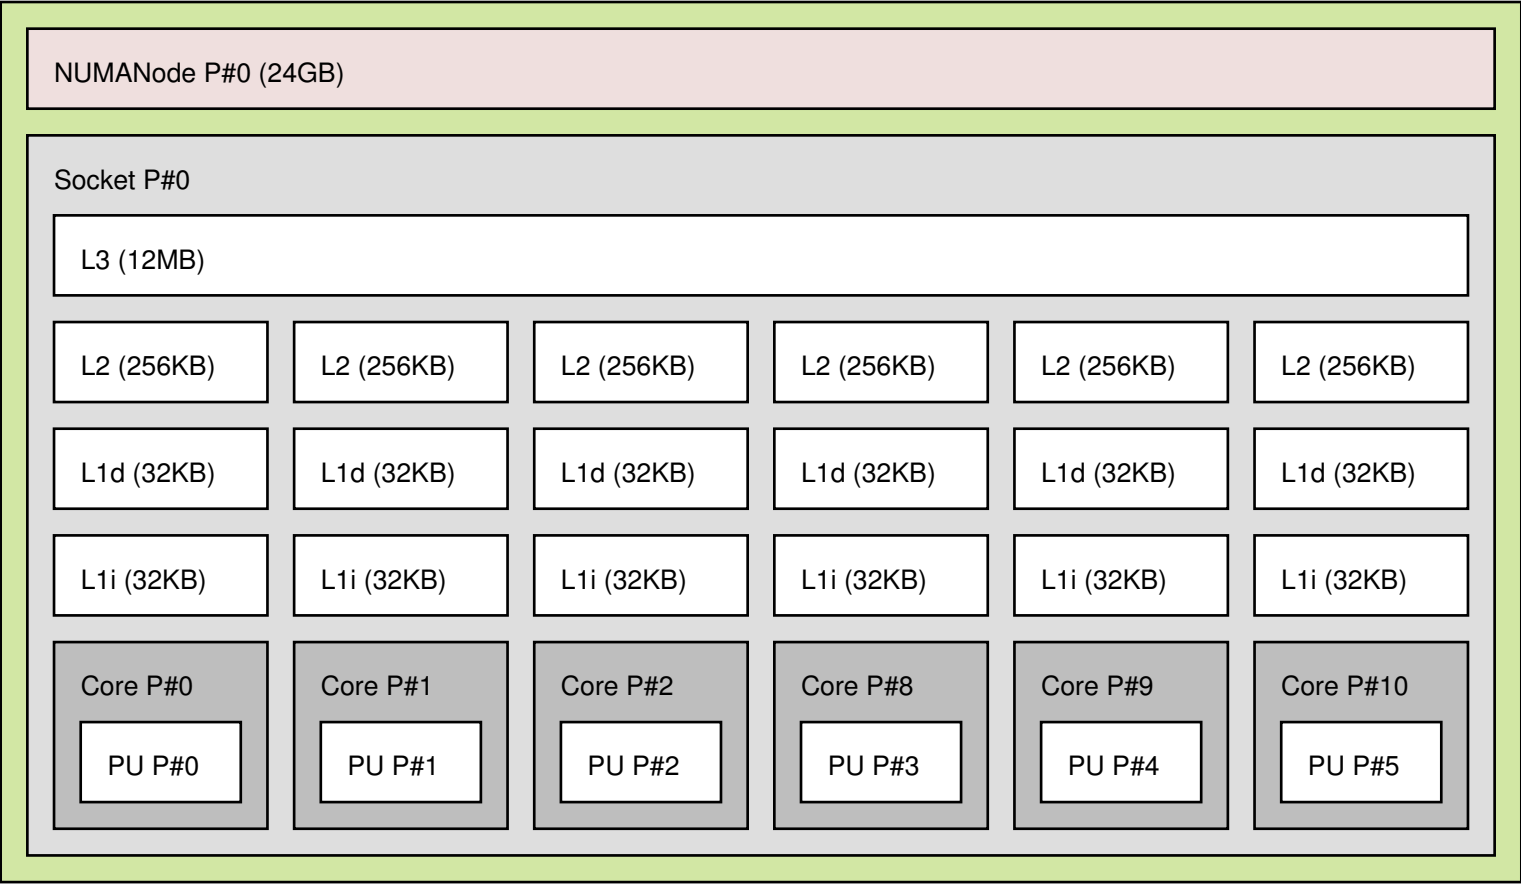 NUMANode P#0 (24GB)
Socket P#0
L3 (12MB)
L2 (256KB) L2 (256KB) L2 (256KB) L2 (256KB) L2 (256KB) L2 (256KB)
L1d (32KB) L1d (32KB) L1d (32KB) L1d (32KB) L1d (32KB) L1d (32KB)
L1i (32KB) L1i (32KB) L1i (32KB) L1i (32KB) L1i (32KB) L1i (32KB)
Core P#0 Core P#1 Core P#2 Core P#8 Core P#9 Core P#10
PU P#0 PU P#1 PU P#2 PU P#3 PU P#4 PU P#5